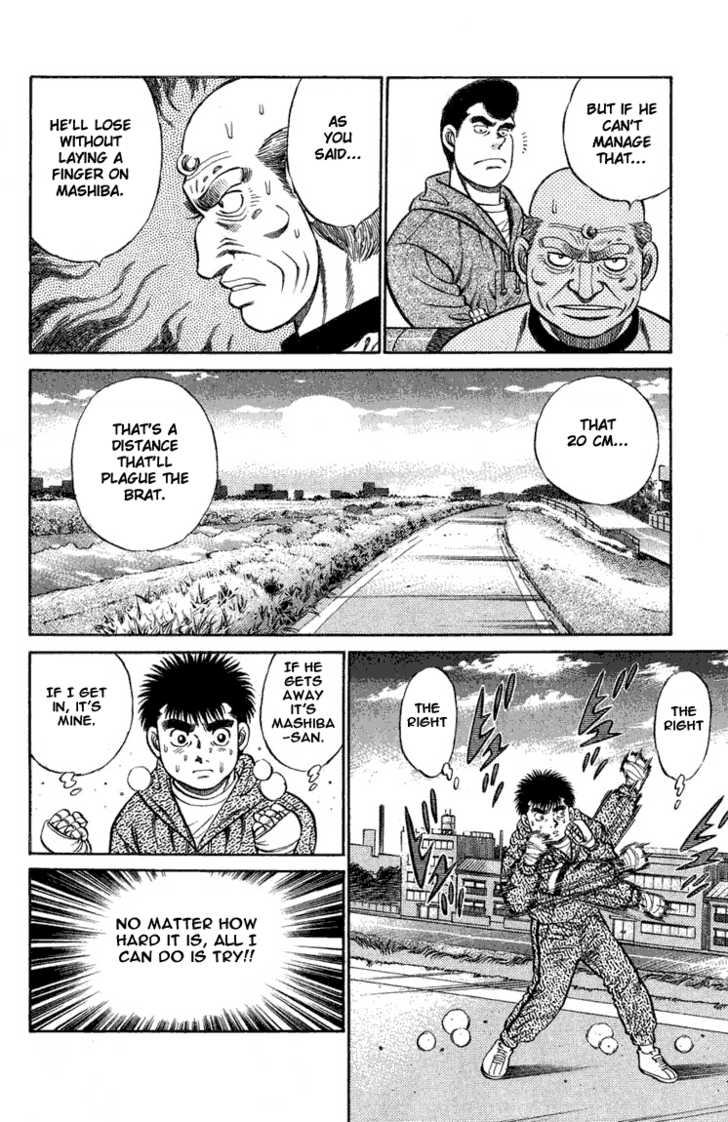 BUT IF HE
CAN'T
MANAGE
THAT...
AS
YOU
SAID...
HE'LL LOSE
WITHOUT
LAYING A
FINGER ON
MASHIBA.
THAT
20 CM...
THAT'S A
DISTANCE
THAT'LL
PLAGUE THE
BRAT.
THE
RIGHT
THE
RIGHT
IF HE
GETS
AWAY
IT'S
MASHIBA
-SAN.
IF I GET
IN, IT'S
MINE.
NO MATTER HOW
HARD IT IS, ALL I
CAN DO IS TRY!!